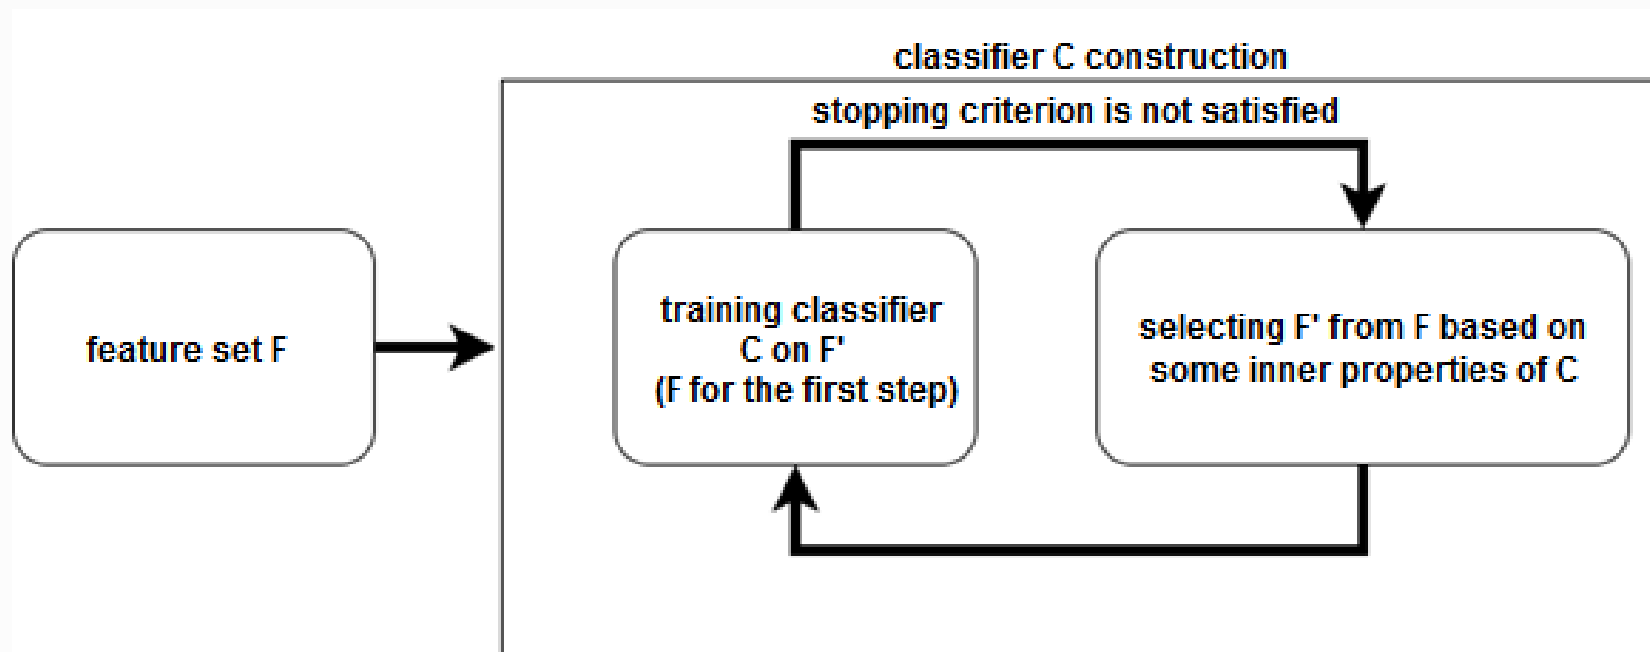 classifier C construction
stopping criterion is not satisfied
feature set F
training classifier
C on F'
(F for the first step)
selecting F' from F based on
some inner properties of C